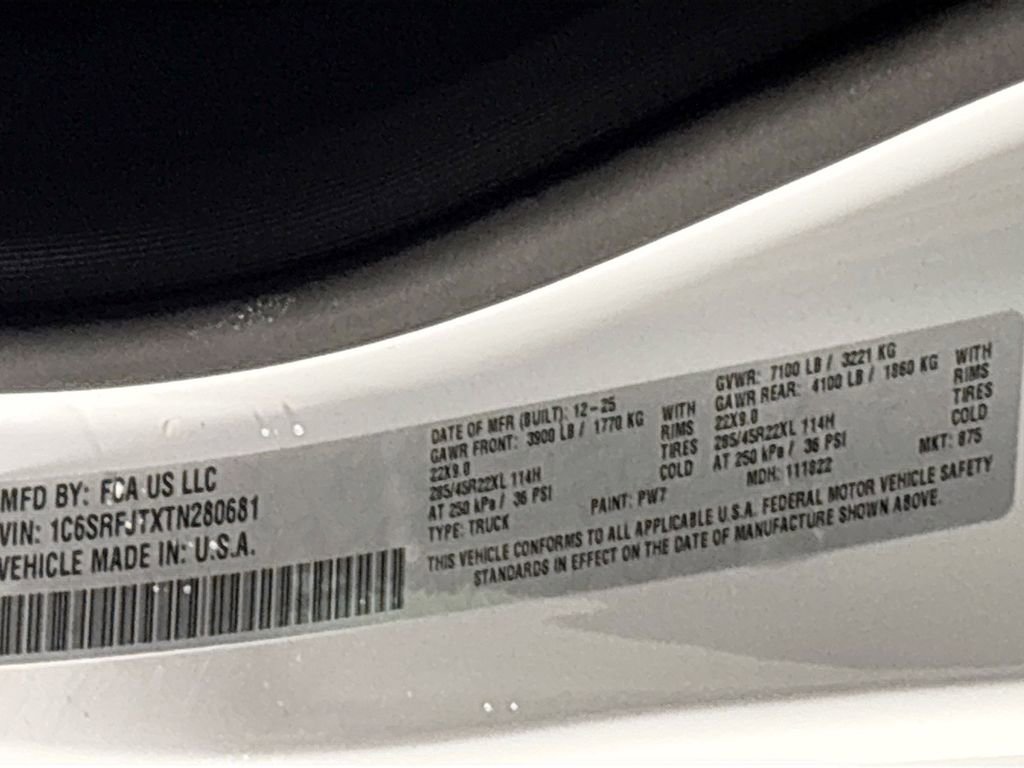 MFD BY: FCA US LLC
VIN: 1C6SRFJTXTN280681
VEHICLE MADE IN: U.S.A.
DATE OF MFR (BUILT): 12-25
GAWR FRONT: 3900 LB / 1770 KG WITH
22X9.0 RIMS
285/45R22XL 114H TIRES
AT 250 kPa / 36 PSI COLD
TYPE: TRUCK PAINT: PW7
GVWR: 7100 LB / 3221 KG
GAWR REAR: 4100 LB / 1860 KG WITH
22X9.0 RIMS
285/45R22XL 114H TIRES
AT 250 kPa / 36 PSI COLD
MDH: 111822 MKT: 875
THIS VEHICLE CONFORMS TO ALL APPLICABLE U.S.A. FEDERAL MOTOR VEHICLE SAFETY
STANDARDS IN EFFECT ON THE DATE OF MANUFACTURE SHOWN ABOVE.